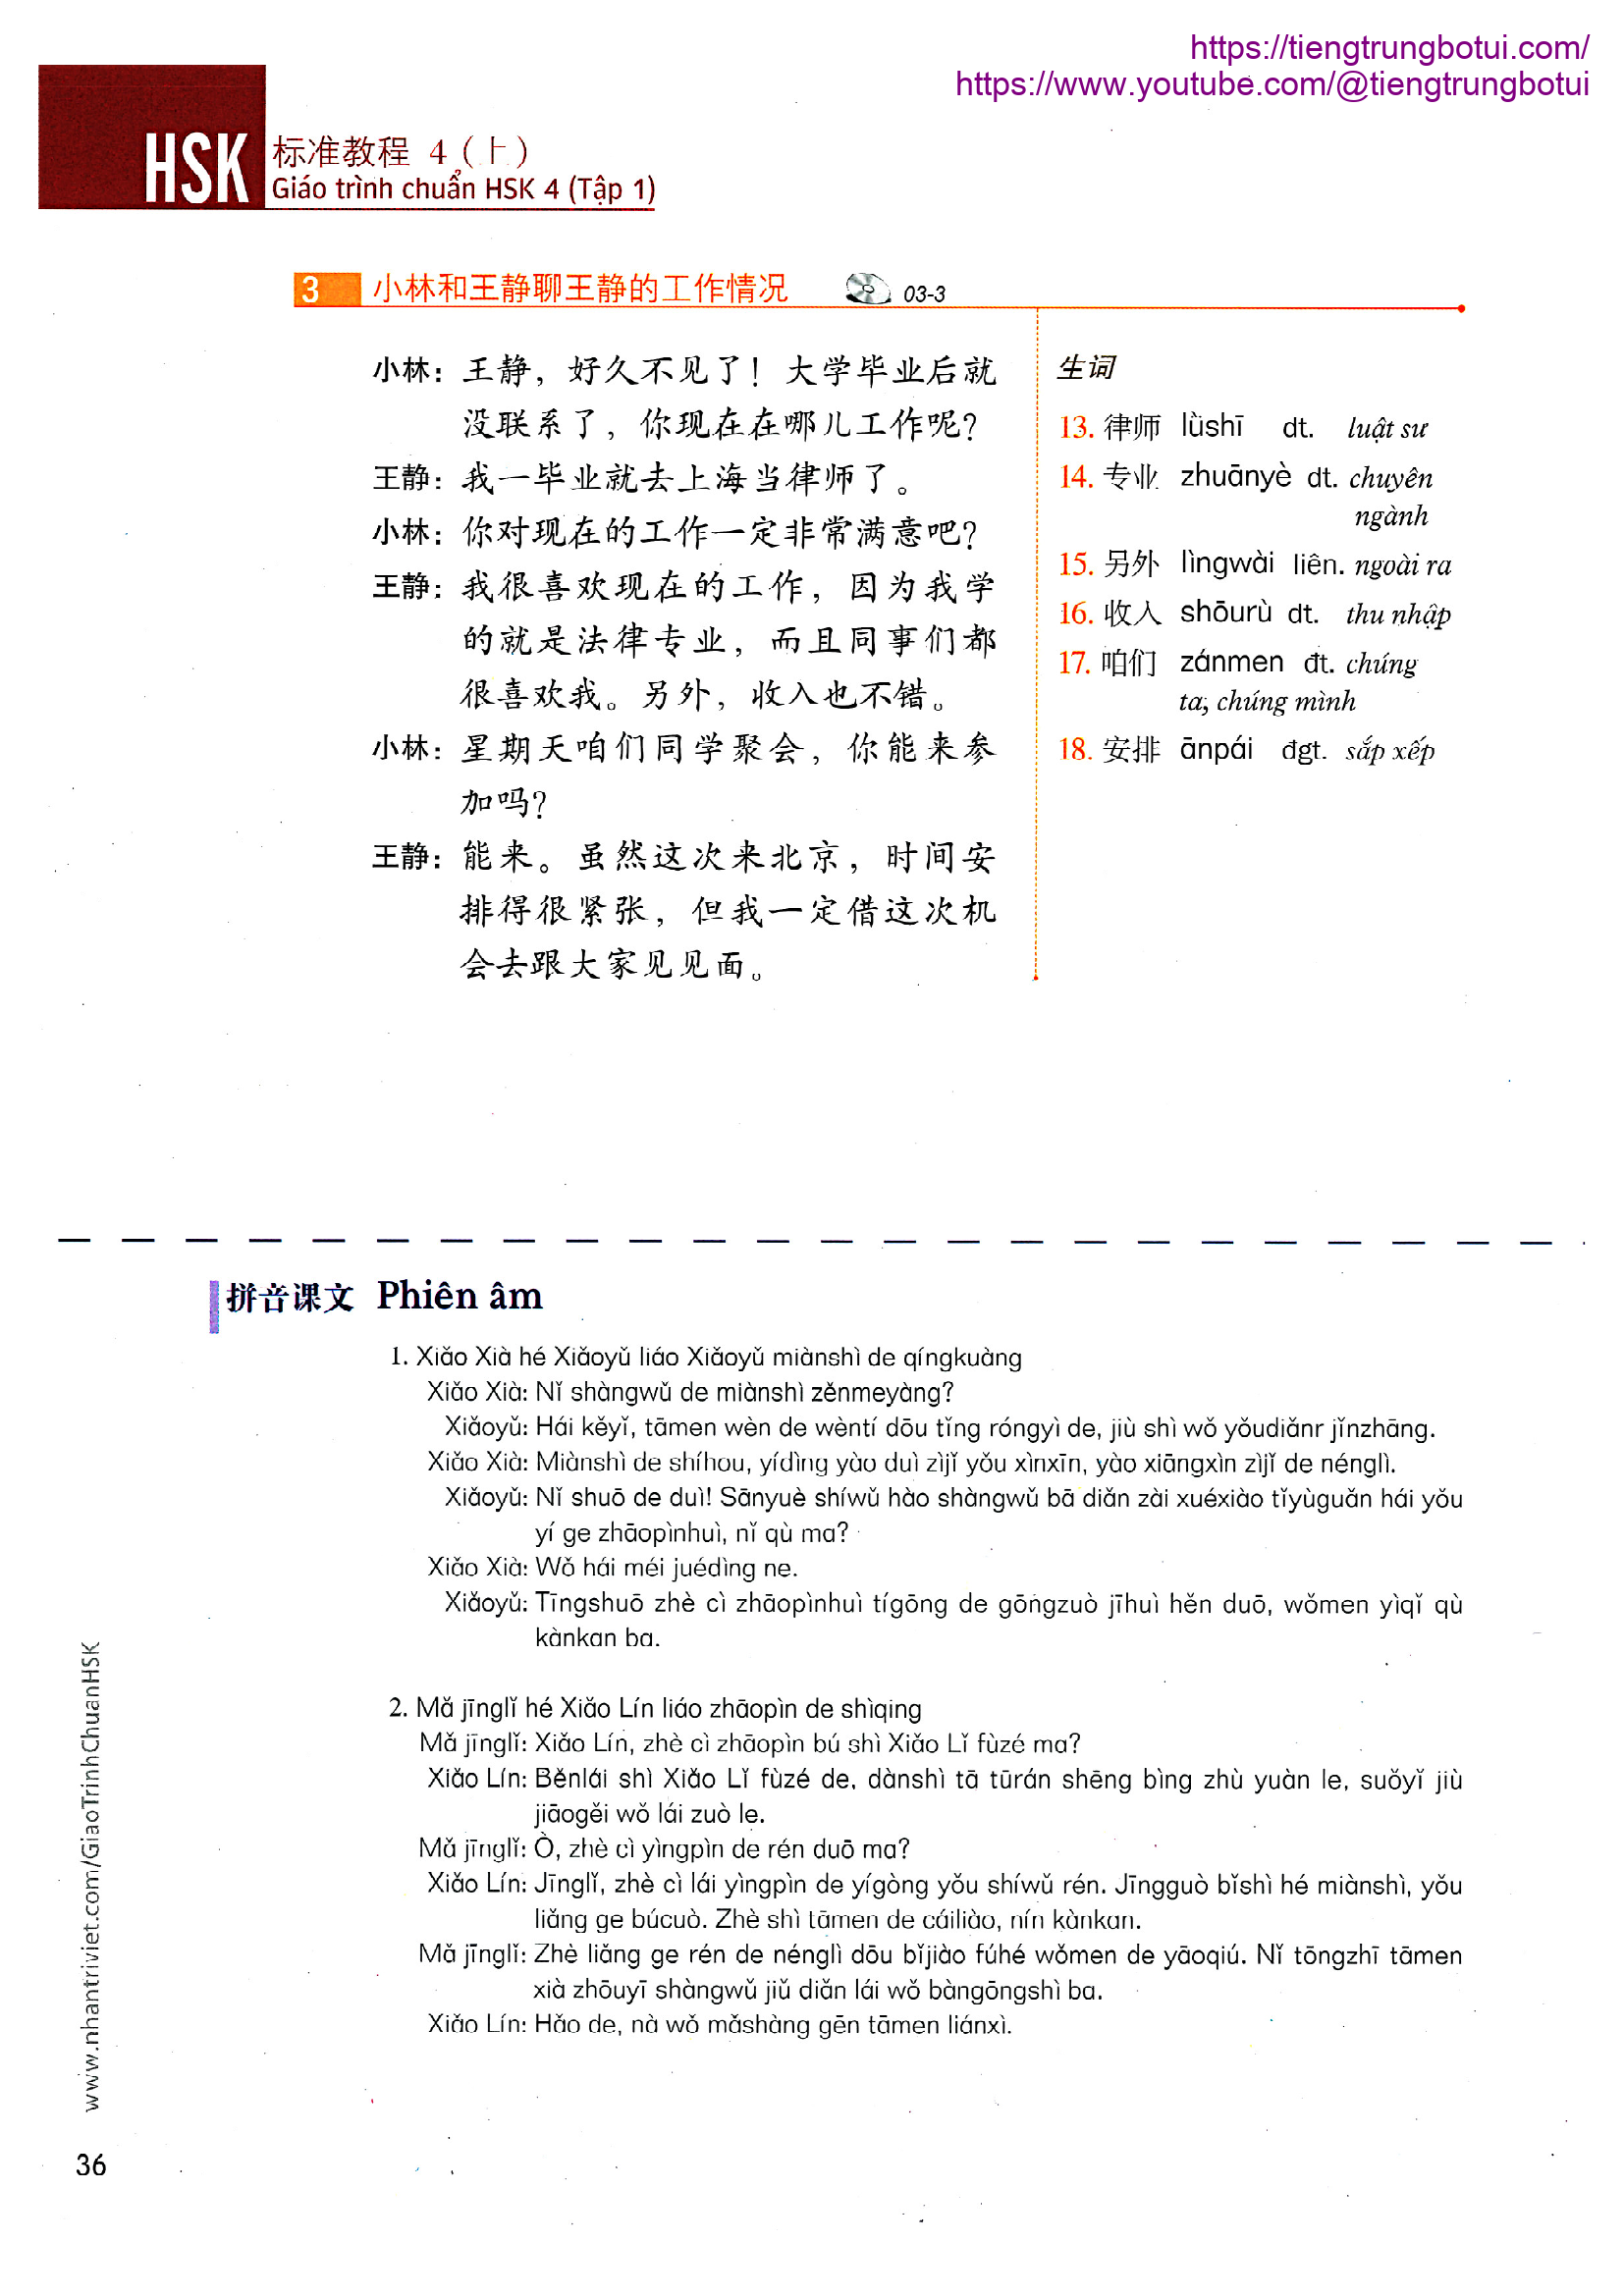 https://tiengtrungbotui.com/
https://www.youtube.com/@tiengtrungbotui
HSK 标准教程 4（上）
Giáo trình chuẩn HSK 4 (Tập 1)
3 小林和王静聊王静的工作情况 03-3
小林：王静，好久不见了！大学毕业后就
没联系了，你现在在哪儿工作呢？
王静：我一毕业就去上海当律师了。
小林：你对现在的工作一定非常满意吧？
王静：我很喜欢现在的工作，因为我学
的就是法律专业，而且同事们都
很喜欢我。另外，收入也不错。
小林：星期天咱们同学聚会，你能来参
加吗？
王静：能来。虽然这次来北京，时间安
排得很紧张，但我一定借这次机
会去跟大家见见面。
生词
13. 律师 lǜshī dt. luật sư
14. 专业 zhuānyè dt. chuyên
ngành
15. 另外 lìngwài liên. ngoài ra
16. 收入 shōurù dt. thu nhập
17. 咱们 zánmen đt. chúng
ta, chúng mình
18. 安排 ānpái đgt. sắp xếp
拼音课文 Phiên âm
1. Xiǎo Xià hé Xiǎoyǔ liáo Xiǎoyǔ miànshì de qíngkuàng
Xiǎo Xià: Nǐ shàngwǔ de miànshì zěnmeyàng?
Xiǎoyǔ: Hái kěyǐ, tāmen wèn de wèntí dōu tǐng róngyì de, jiù shì wǒ yǒudiǎnr jǐnzhāng.
Xiǎo Xià: Miànshì de shíhou, yídìng yào duì zìjǐ yǒu xìnxīn, yào xiāngxìn zìjǐ de nénglì.
Xiǎoyǔ: Nǐ shuō de duì! Sānyuè shíwǔ hào shàngwǔ bā diǎn zài xuéxiào tǐyùguǎn hái yǒu
yí ge zhāopìnhuì, nǐ qù ma?
Xiǎo Xià: Wǒ hái méi juédìng ne.
Xiǎoyǔ: Tīngshuō zhè cì zhāopìnhuì tígōng de gōngzuò jīhuì hěn duō, wǒmen yìqǐ qù
kànkan ba.
2. Mǎ jīnglǐ hé Xiǎo Lín liáo zhāopìn de shìqing
Mǎ jīnglǐ: Xiǎo Lín, zhè cì zhāopìn bú shì Xiǎo Lǐ fùzé ma?
Xiǎo Lín: Běnlái shì Xiǎo Lǐ fùzé de, dànshì tā tūrán shēng bìng zhù yuàn le, suǒyǐ jiù
jiāogěi wǒ lái zuò le.
Mǎ jīnglǐ: Ò, zhè cì yìngpìn de rén duō ma?
Xiǎo Lín: Jīnglǐ, zhè cì lái yìngpìn de yígòng yǒu shíwǔ rén. Jīngguò bǐshì hé miànshì, yǒu
liǎng ge búcuò. Zhè shì tāmen de cáiliào, nín kànkan.
Mǎ jīnglǐ: Zhè liǎng ge rén de nénglì dōu bǐjiào fúhé wǒmen de yāoqiú. Nǐ tōngzhī tāmen
xià zhōuyī shàngwǔ jiǔ diǎn lái wǒ bàngōngshì ba.
Xiǎo Lín: Hǎo de, nà wǒ mǎshàng gēn tāmen liánxì.
www.nhantriviet.com/GiaoTrinhChuanHSK
36